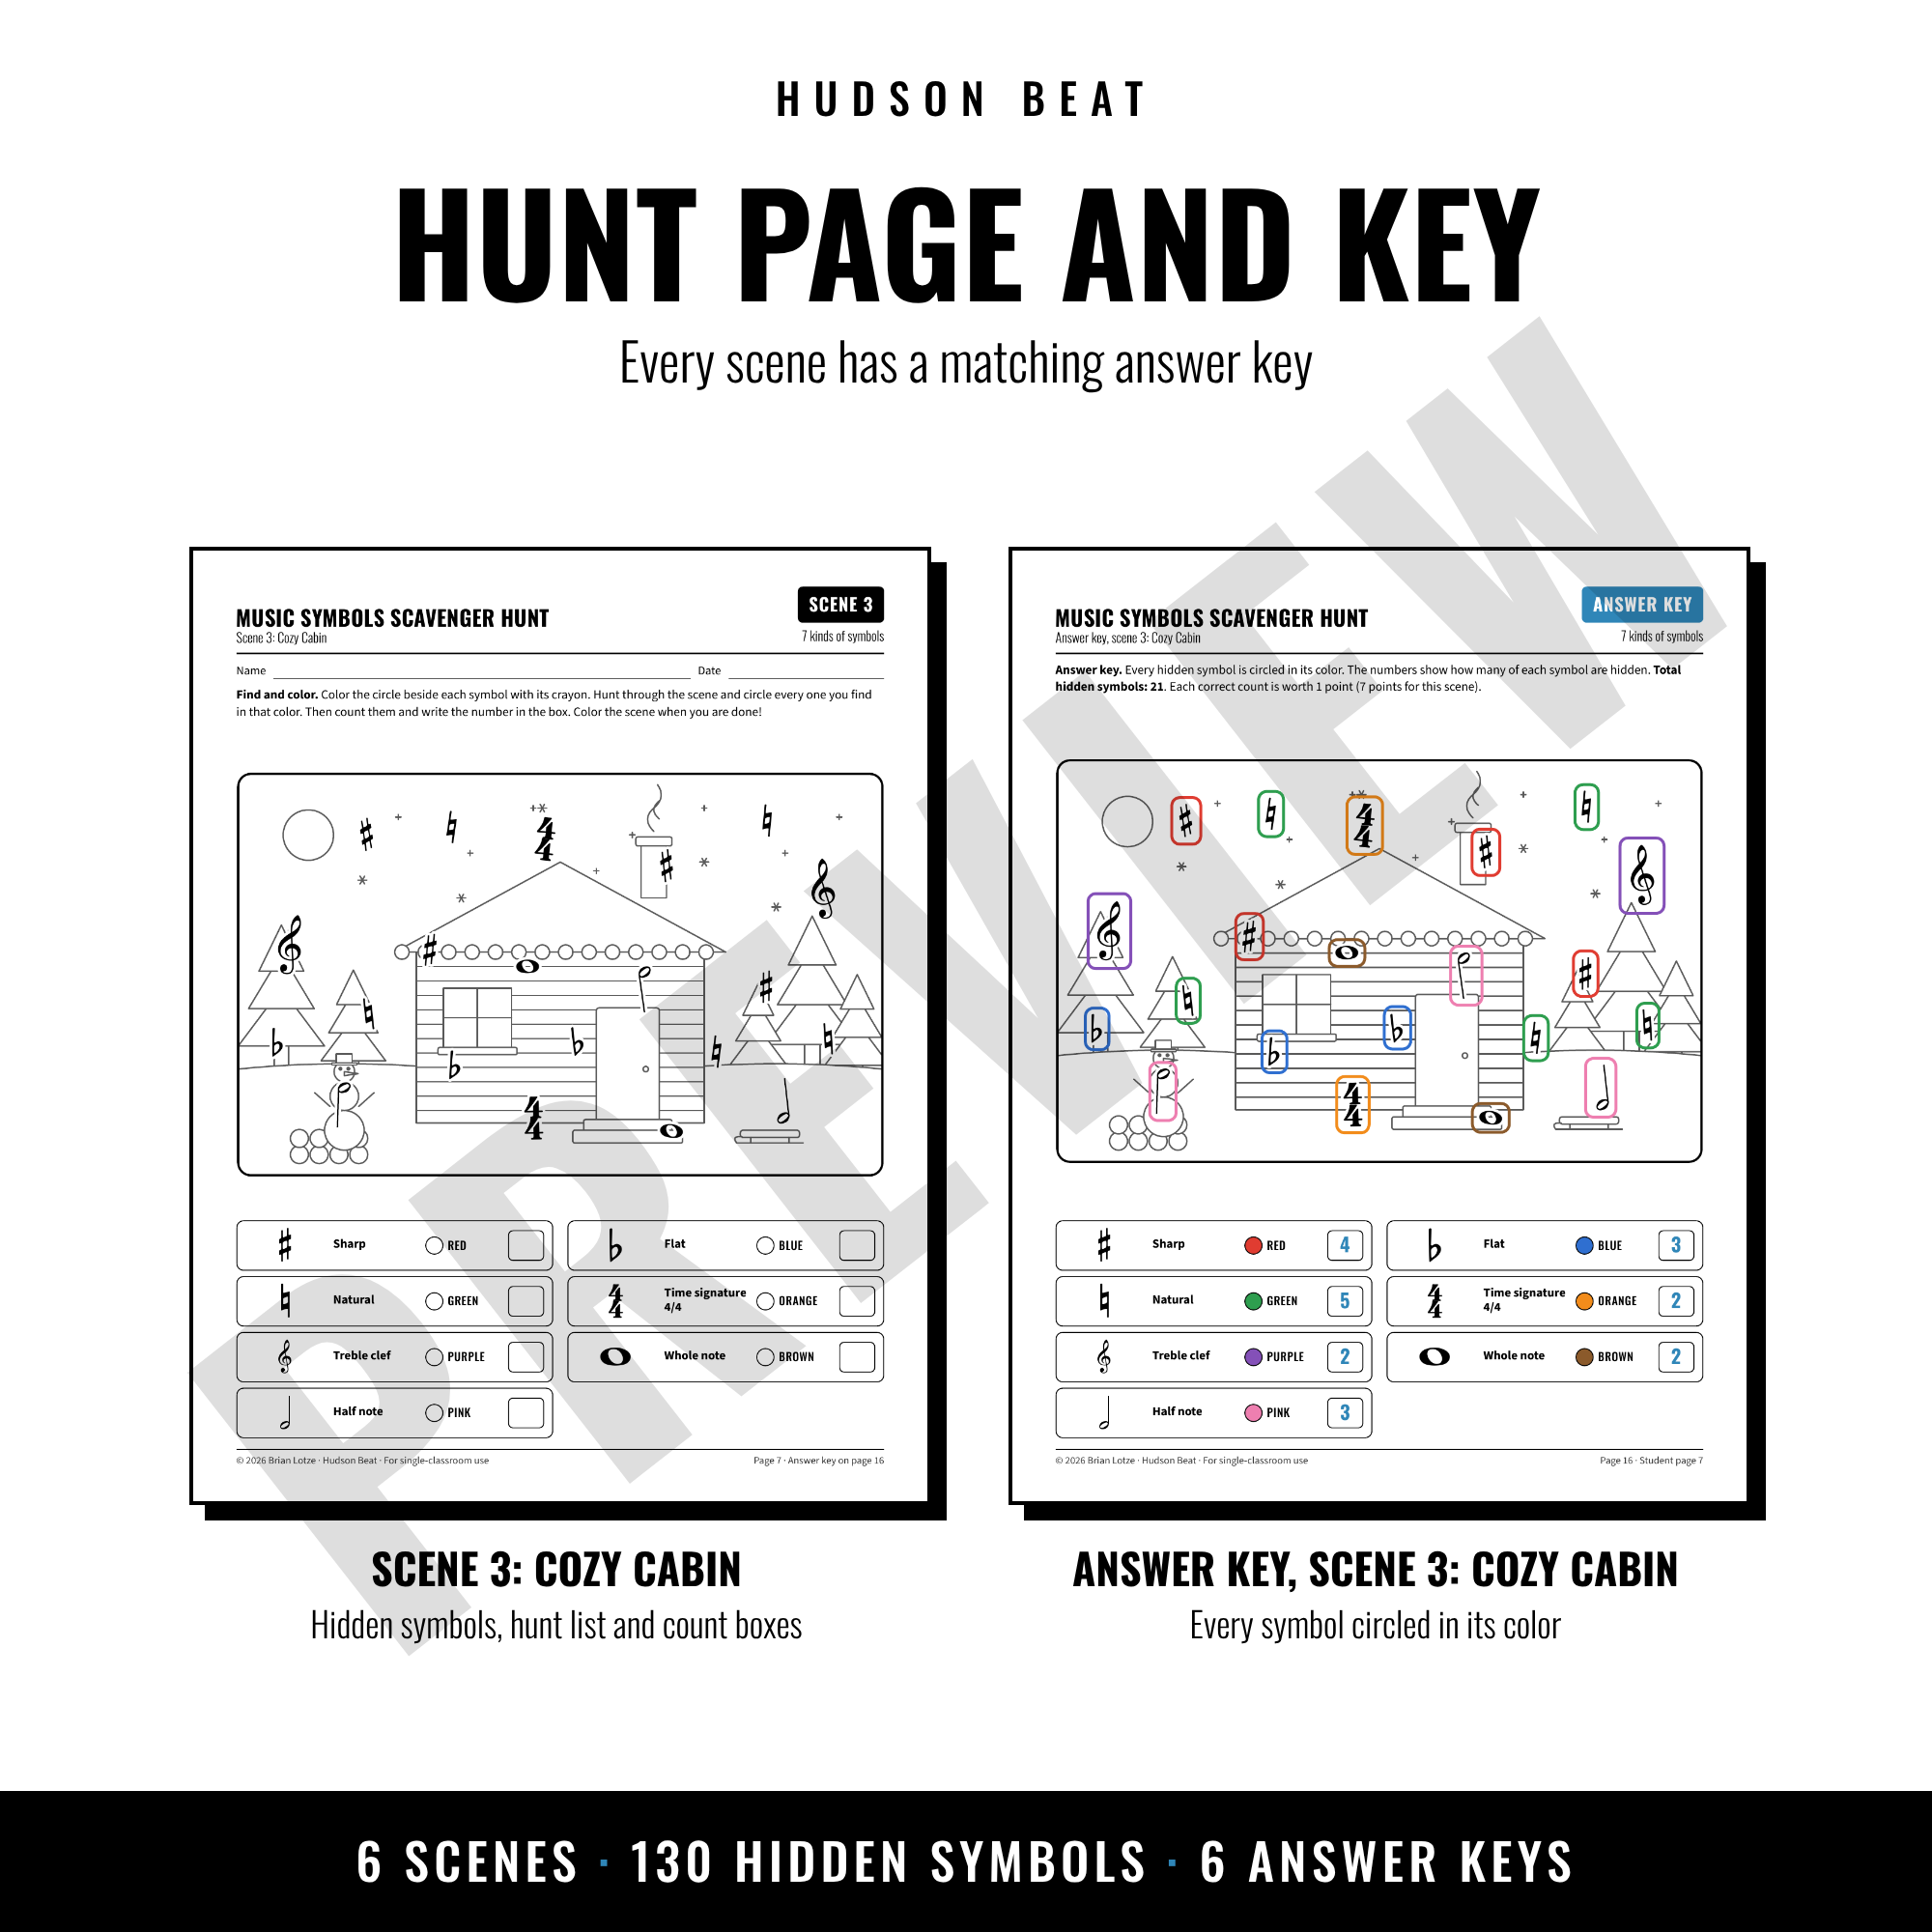 HUDSON BEAT
HUNT PAGE AND KEY
Every scene has a matching answer key
PREVIEW
MUSIC SYMBOLS SCAVENGER HUNT
SCENE 3
Scene 3: Cozy Cabin
7 kinds of symbols
Name
Date
Find and color. Color the circle beside each symbol with its crayon. Hunt through the scene and circle every one you find
in that color. Then count them and write the number in the box. Color the scene when you are done!
4
4
4
4
Sharp RED
Flat BLUE
Natural GREEN
4
4
Time signature
4/4
ORANGE
Treble clef PURPLE
Whole note BROWN
Half note PINK
© 2026 Brian Lotze · Hudson Beat · For single-classroom use
Page 7 · Answer key on page 16
SCENE 3: COZY CABIN
Hidden symbols, hunt list and count boxes
MUSIC SYMBOLS SCAVENGER HUNT
ANSWER KEY
Answer key, scene 3: Cozy Cabin
7 kinds of symbols
Answer key. Every hidden symbol is circled in its color. The numbers show how many of each symbol are hidden. Total
hidden symbols: 21. Each correct count is worth 1 point (7 points for this scene).
4
4
4
4
Sharp RED 4
Flat BLUE 3
Natural GREEN 5
4
4
Time signature
4/4
ORANGE 2
Treble clef PURPLE 2
Whole note BROWN 2
Half note PINK 3
© 2026 Brian Lotze · Hudson Beat · For single-classroom use
Page 16 · Student page 7
ANSWER KEY, SCENE 3: COZY CABIN
Every symbol circled in its color
6 SCENES · 130 HIDDEN SYMBOLS · 6 ANSWER KEYS